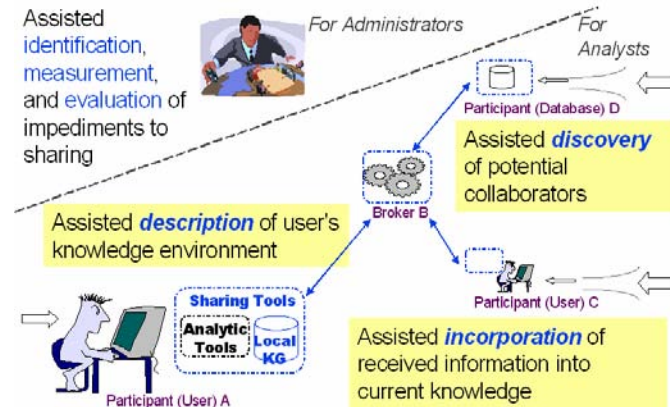 Assisted
identification,
measurement,
and evaluation of
impediments to
sharing
For Administrators
For
Analysts
Participant (Database) D
Assisted discovery
of potential
collaborators
Broker B
Assisted description of user's
knowledge environment
Participant (User) C
Sharing Tools
Analytic
Tools
Local
KG
Participant (User) A
Assisted incorporation of
received information into
current knowledge